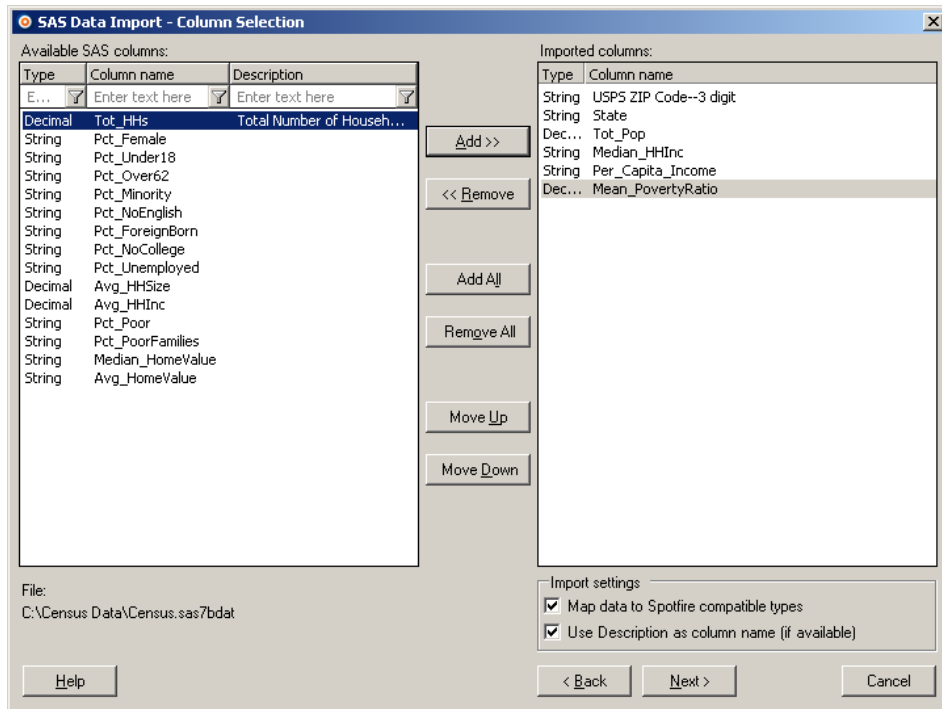 SAS Data Import - Column Selection
Available SAS columns:
Type Column name Description
E... Enter text here Enter text here
Decimal Tot_HHs Total Number of Househ...
String Pct_Female
String Pct_Under18
String Pct_Over62
String Pct_Minority
String Pct_NoEnglish
String Pct_ForeignBorn
String Pct_NoCollege
String Pct_Unemployed
Decimal Avg_HHSize
Decimal Avg_HHInc
String Pct_Poor
String Pct_PoorFamilies
String Median_HomeValue
String Avg_HomeValue
Add >>
<< Remove
Add All
Remove All
Move Up
Move Down
Imported columns:
Type Column name
String USPS ZIP Code--3 digit
String State
Dec... Tot_Pop
String Median_HHInc
String Per_Capita_Income
Dec... Mean_PovertyRatio
File:
C:\Census Data\Census.sas7bdat
Import settings
Map data to Spotfire compatible types
Use Description as column name (if available)
Help
< Back
Next >
Cancel